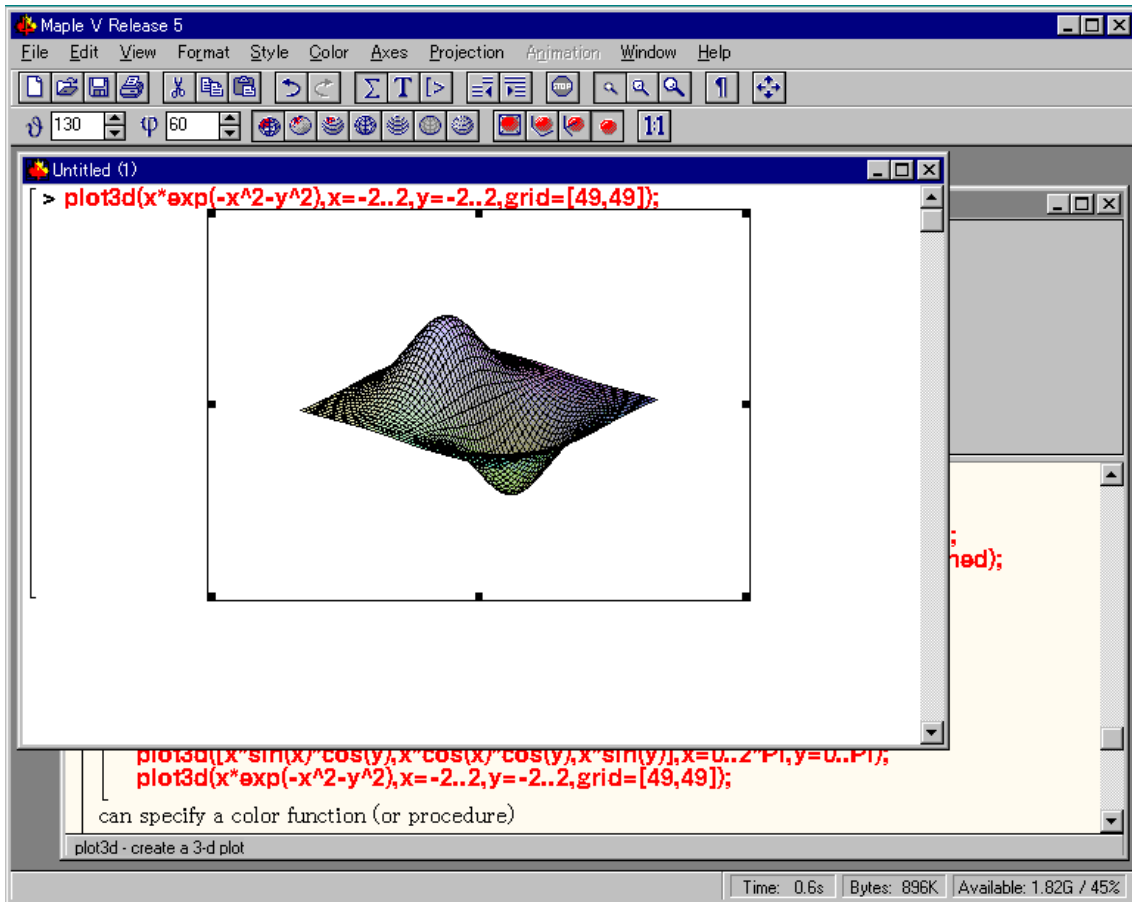 Maple V Release 5
File Edit View Format Style Color Axes Projection Animation Window Help
Σ T [> STOP ¶
ϑ 130 φ 60 1:1
Untitled (1)
> plot3d(x*exp(-x^2-y^2),x=-2..2,y=-2..2,grid=[49,49]);
;
ned);
plot3d([x*sin(x)*cos(y),x*cos(x)*cos(y),x*sin(y)],x=0..2*Pi,y=0..Pi);
plot3d(x*exp(-x^2-y^2),x=-2..2,y=-2..2,grid=[49,49]);
can specify a color function (or procedure)
plot3d - create a 3-d plot
Time: 0.6s Bytes: 896K Available: 1.82G / 45%